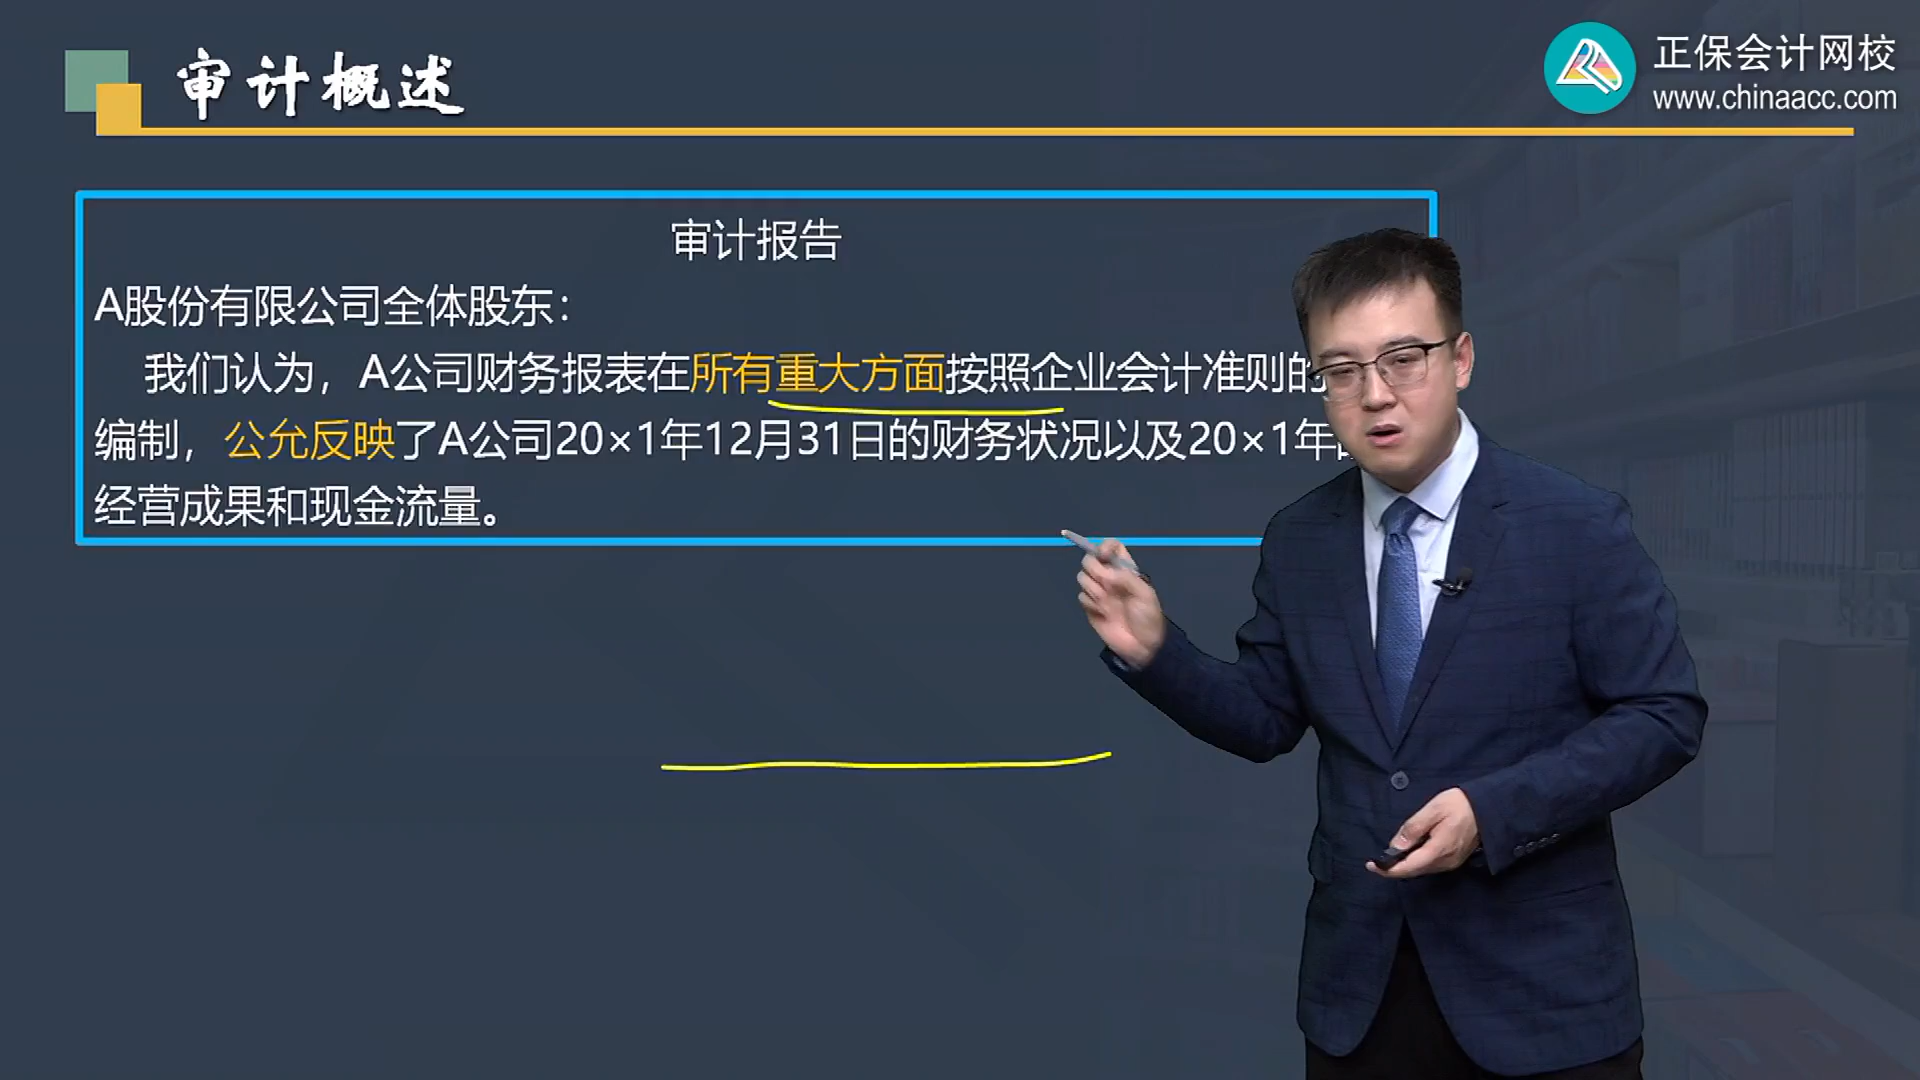 审计概述
正保会计网校
www.chinaacc.com
审计报告
A股份有限公司全体股东：
我们认为，A公司财务报表在所有重大方面按照企业会计准则的
编制，公允反映了A公司20×1年12月31日的财务状况以及20×1年
经营成果和现金流量。